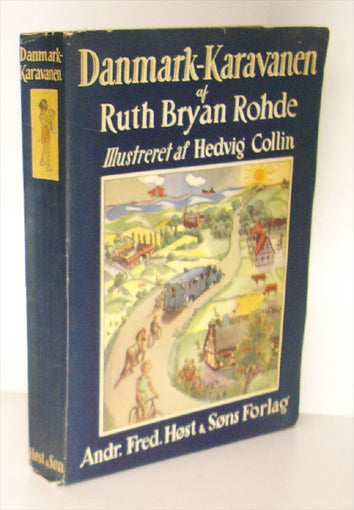 Danmark-
Karavanen
Høst & Søn
Danmark-Karavanen
af
Ruth Bryan Rohde
Illustreret af Hedvig Collin
Andr. Fred. Høst & Søns Forlag